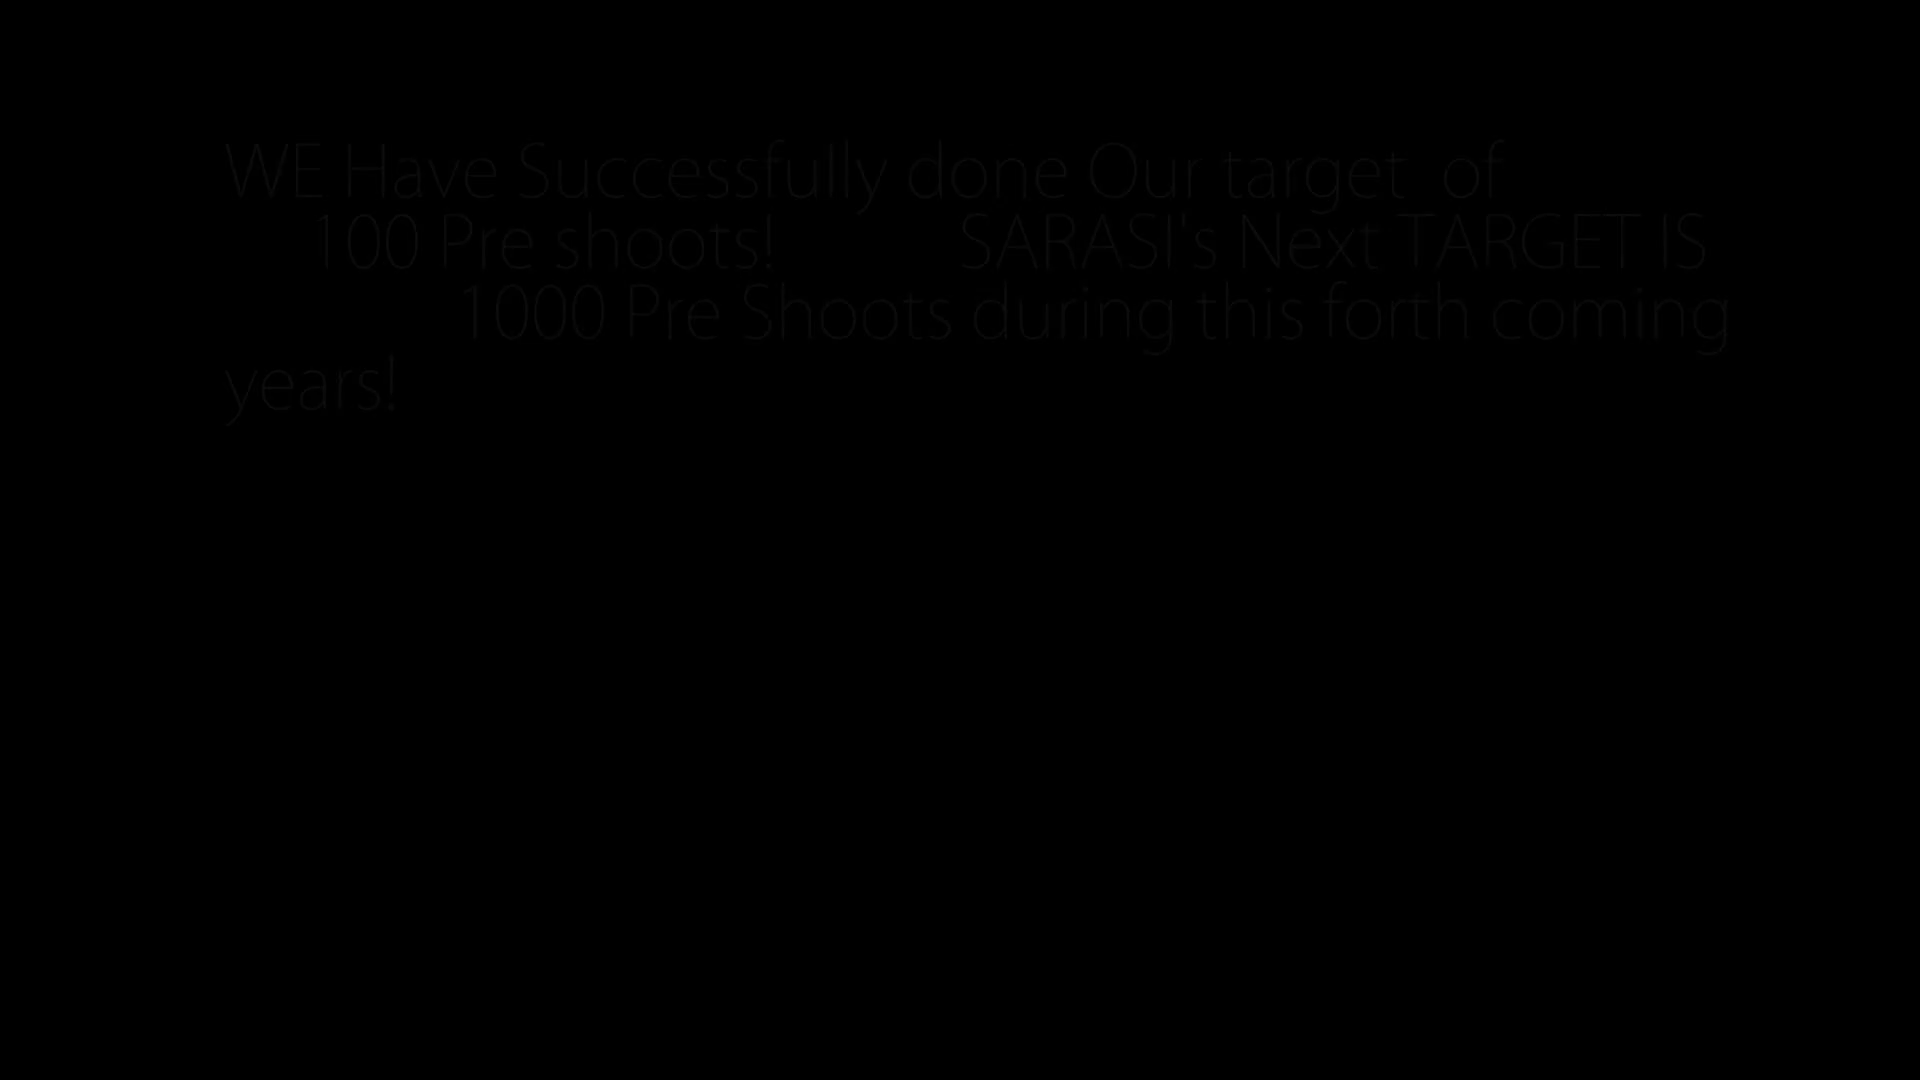 WE Have Successfully done Our target  of
100 Pre shoots!          SARASI's Next TARGET IS
1000 Pre Shoots during this forth coming
years!